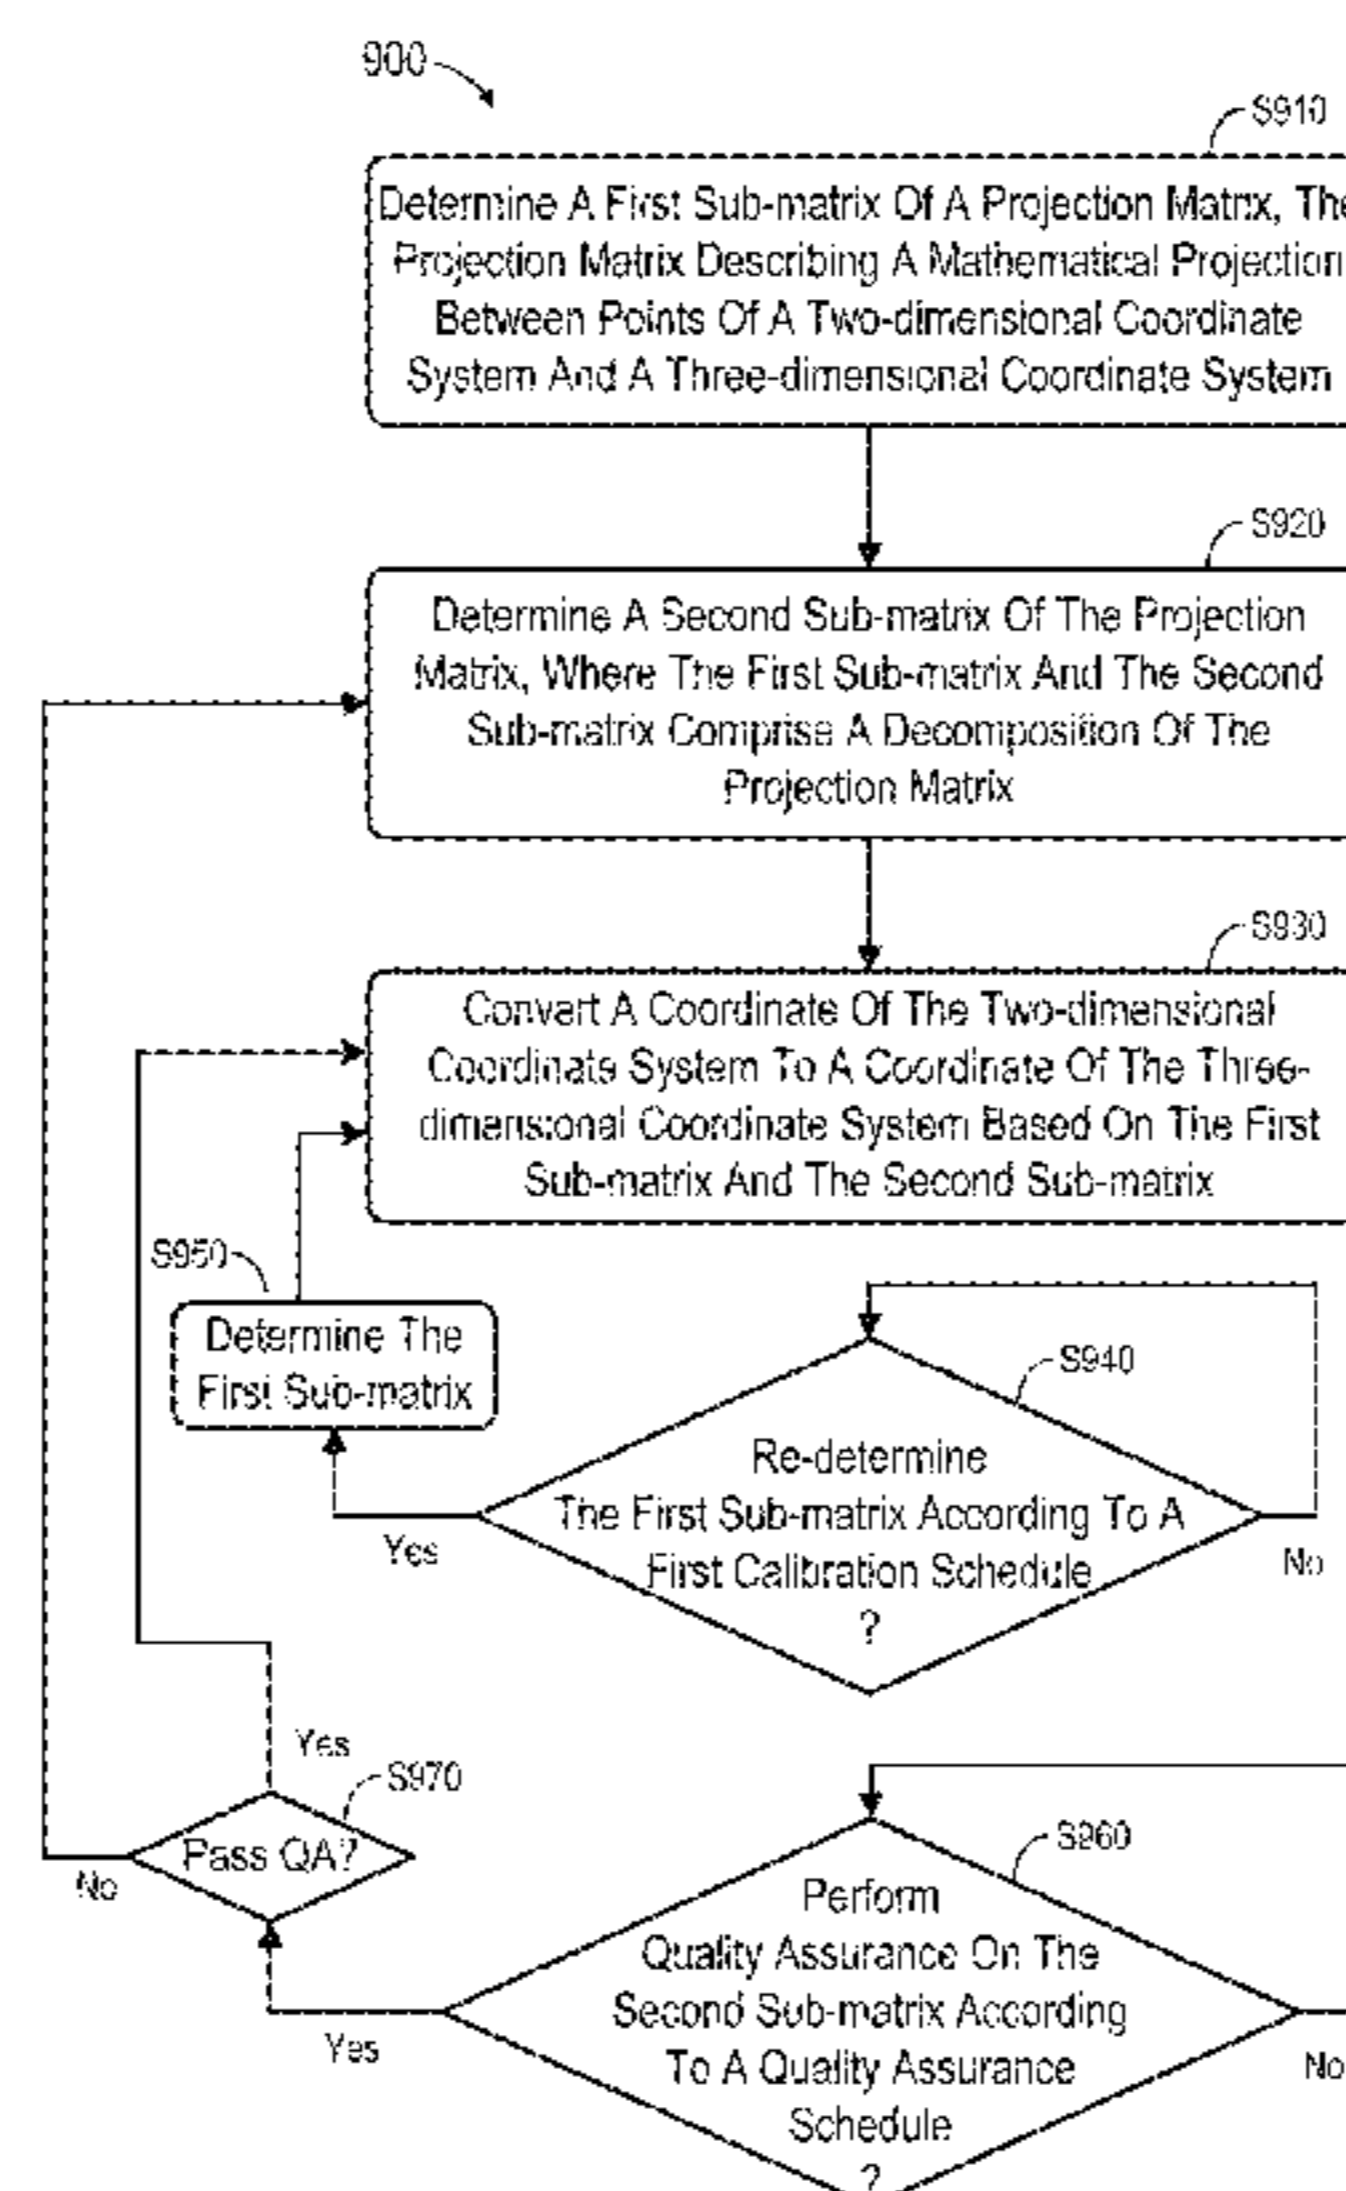 900
S910
Determine A First Sub-matrix Of A Projection Matrix, The
Projection Matrix Describing A Mathematical Projection
Between Points Of A Two-dimensional Coordinate
System And A Three-dimensional Coordinate System
S920
Determine A Second Sub-matrix Of The Projection
Matrix, Where The First Sub-matrix And The Second
Sub-matrix Comprise A Decomposition Of The
Projection Matrix
S930
Convert A Coordinate Of The Two-dimensional
Coordinate System To A Coordinate Of The Three-
dimensional Coordinate System Based On The First
Sub-matrix And The Second Sub-matrix
S950
Determine The
First Sub-matrix
S940
Re-determine
The First Sub-matrix According To A
First Calibration Schedule
?
Yes
No
Yes
S970
Pass QA?
No
S960
Perform
Quality Assurance On The
Second Sub-matrix According
To A Quality Assurance
Schedule
?
Yes
No